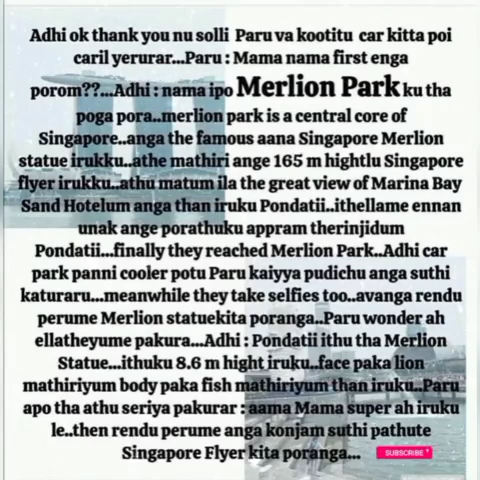 Adhi ok thank you nu solli Paru va kootitu car kitta poi
caril yerurar...Paru : Mama nama first enga
porom??...Adhi : nama ipo Merlion Park ku tha
poga pora..merlion park is a central core of
Singapore..anga the famous aana Singapore Merlion
statue irukku..athe mathiri ange 165 m hightlu Singapore
flyer irukku..athu matum ila the great view of Marina Bay
Sand Hotelum anga than iruku Pondatii..ithellame ennan
unak ange porathuku appram therinjidum
Pondatii...finally they reached Merlion Park..Adhi car
park panni cooler potu Paru kaiyya pudichu anga suthi
katuraru...meanwhile they take selfies too..avanga rendu
perume Merlion statuekita poranga..Paru wonder ah
ellatheyume pakura...Adhi : Pondatii ithu tha Merlion
Statue...ithuku 8.6 m hight iruku..face paka lion
mathiriyum body paka fish mathiriyum than iruku..Paru
apo tha athu seriya pakurar : aama Mama super ah iruku
le..then rendu perume anga konjam suthi pathute
Singapore Flyer kita poranga...
SUBSCRIBE